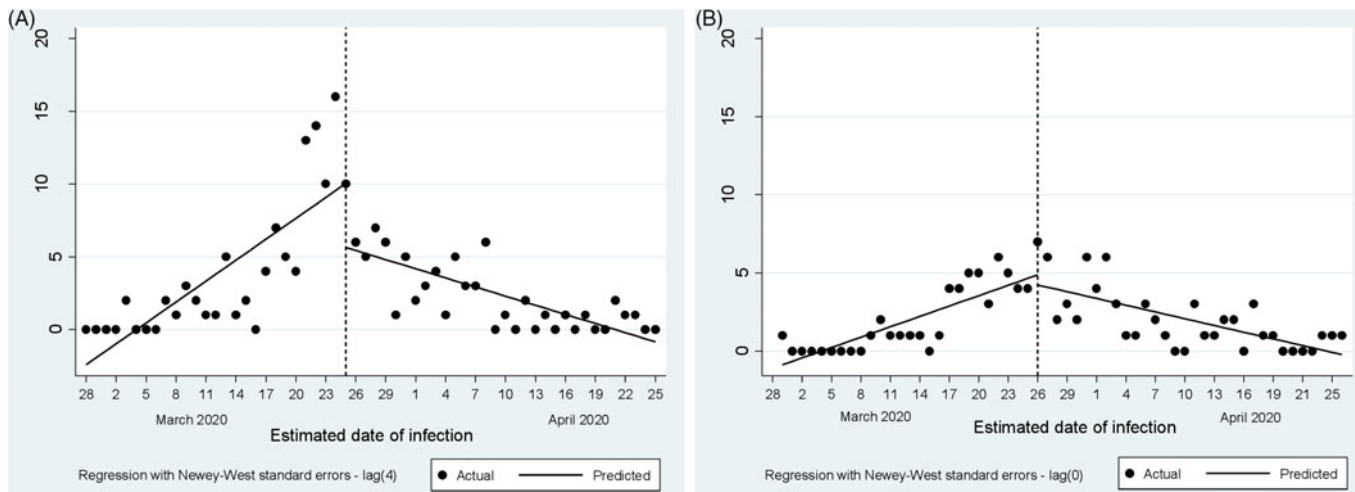 (A)
20
15
10
5
0
28 2 5 8 11 14 17 20 23 26 29 1 4 7 10 13 16 19 22 25
March 2020 April 2020
Estimated date of infection
Regression with Newey-West standard errors - lag(4) Actual Predicted
(B)
20
15
10
5
0
28 2 5 8 11 14 17 20 23 26 29 1 4 7 10 13 16 19 22 25
March 2020 April 2020
Estimated date of infection
Regression with Newey-West standard errors - lag(0) Actual Predicted